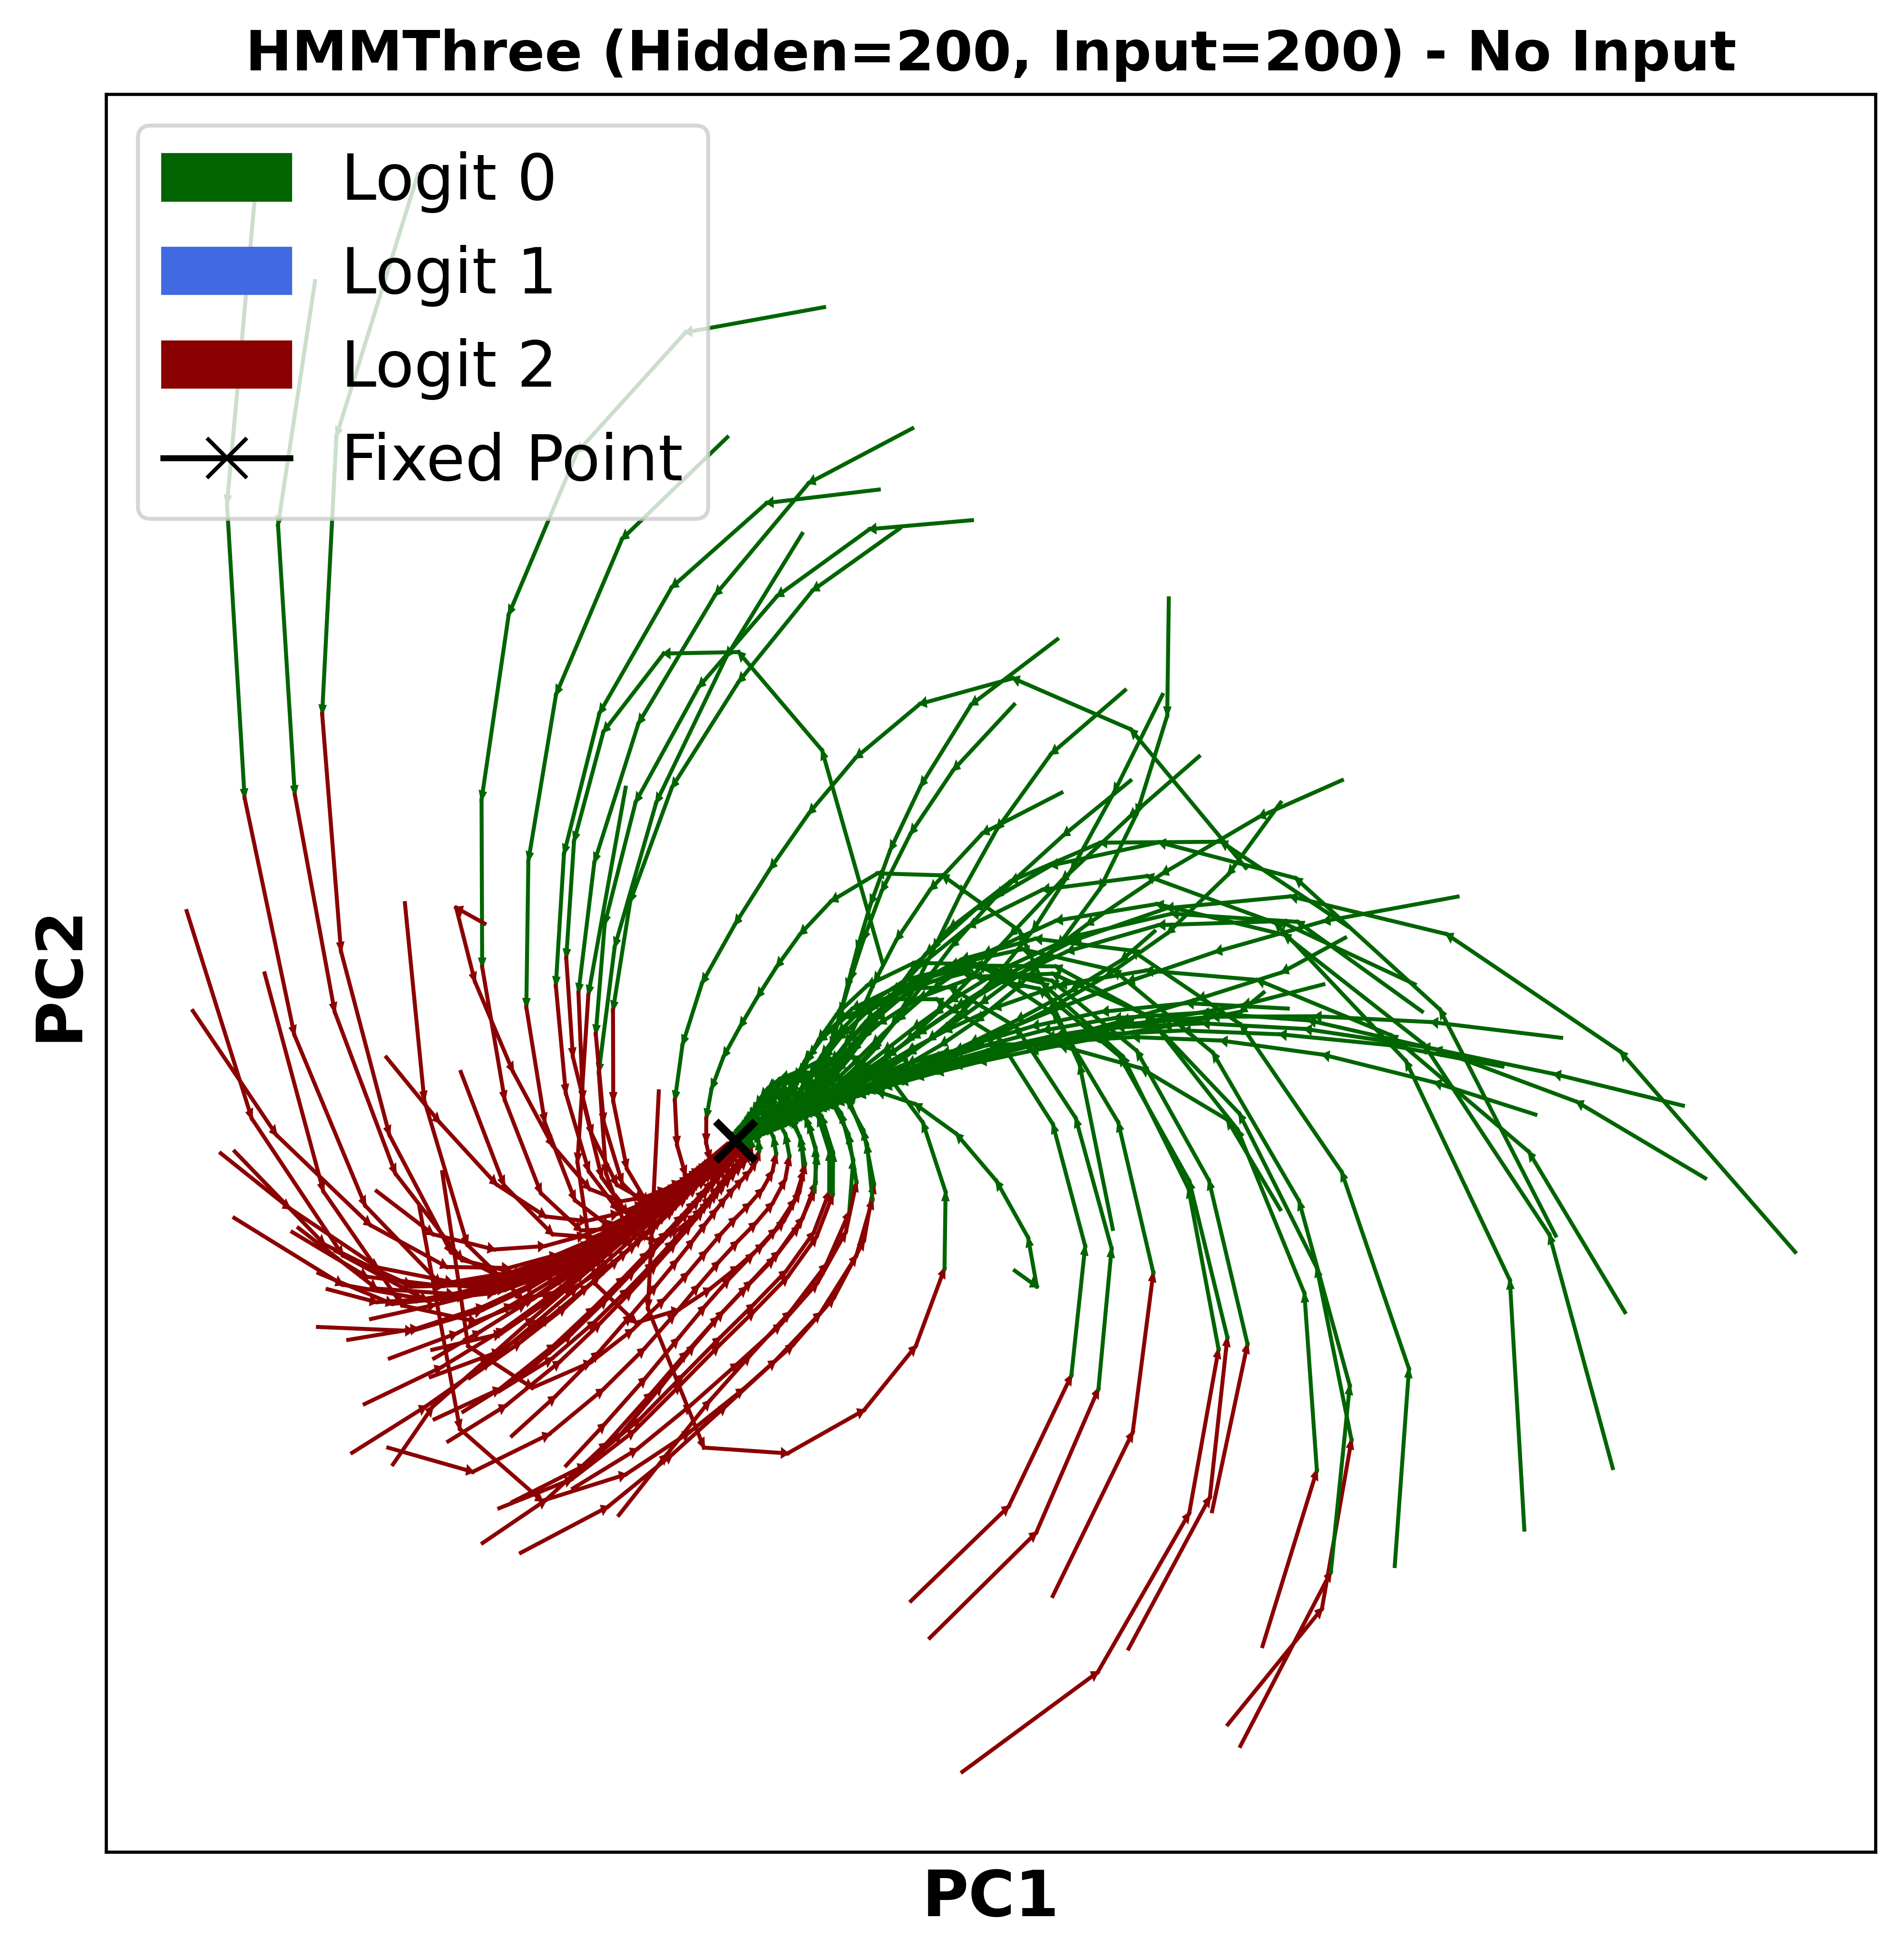 HMMThree (Hidden=200, Input=200) - No Input
Logit 0
Logit 1
Logit 2
Fixed Point
PC2
PC1